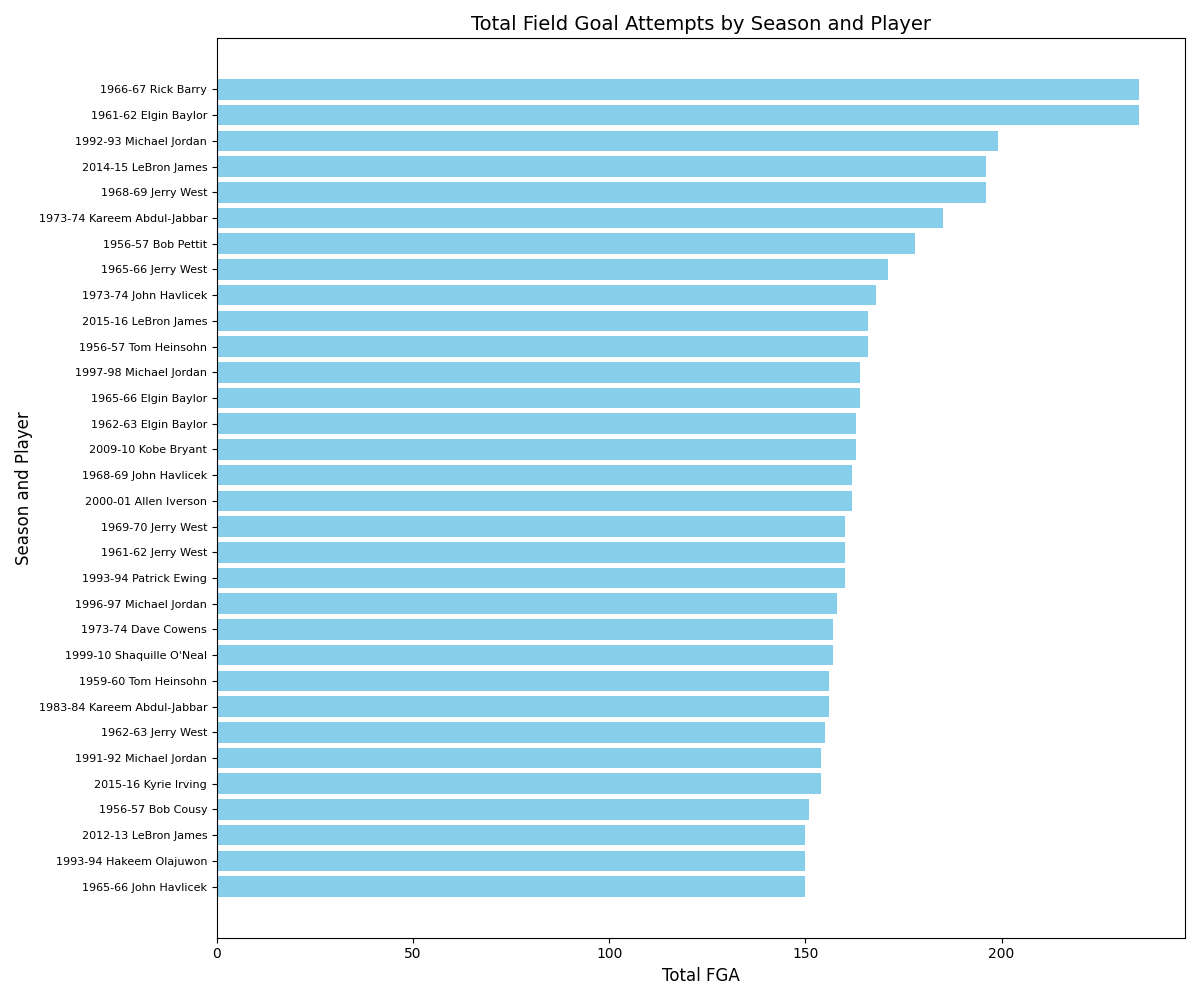 Total Field Goal Attempts by Season and Player
Season and Player
1966-67 Rick Barry
1961-62 Elgin Baylor
1992-93 Michael Jordan
2014-15 LeBron James
1968-69 Jerry West
1973-74 Kareem Abdul-Jabbar
1956-57 Bob Pettit
1965-66 Jerry West
1973-74 John Havlicek
2015-16 LeBron James
1956-57 Tom Heinsohn
1997-98 Michael Jordan
1965-66 Elgin Baylor
1962-63 Elgin Baylor
2009-10 Kobe Bryant
1968-69 John Havlicek
2000-01 Allen Iverson
1969-70 Jerry West
1961-62 Jerry West
1993-94 Patrick Ewing
1996-97 Michael Jordan
1973-74 Dave Cowens
1999-10 Shaquille O'Neal
1959-60 Tom Heinsohn
1983-84 Kareem Abdul-Jabbar
1962-63 Jerry West
1991-92 Michael Jordan
2015-16 Kyrie Irving
1956-57 Bob Cousy
2012-13 LeBron James
1993-94 Hakeem Olajuwon
1965-66 John Havlicek
0 50 100 150 200
Total FGA